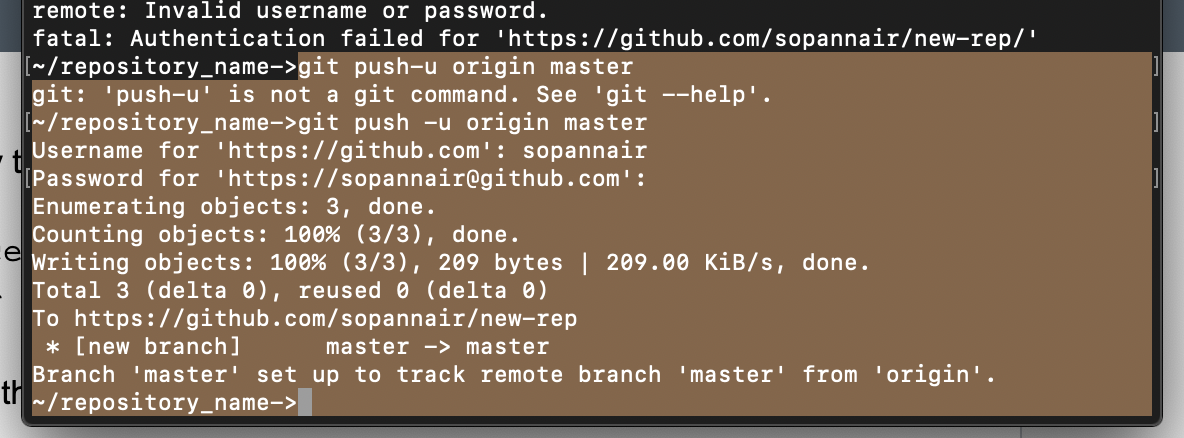 remote: Invalid username or password.
fatal: Authentication failed for 'https://github.com/sopannair/new-rep/'
[~/repository_name->git push-u origin master ]
git: 'push-u' is not a git command. See 'git --help'.
[~/repository_name->git push -u origin master ]
Username for 'https://github.com': sopannair
[Password for 'https://sopannair@github.com': ]
Enumerating objects: 3, done.
Counting objects: 100% (3/3), done.
Writing objects: 100% (3/3), 209 bytes | 209.00 KiB/s, done.
Total 3 (delta 0), reused 0 (delta 0)
To https://github.com/sopannair/new-rep
 * [new branch]      master -> master
Branch 'master' set up to track remote branch 'master' from 'origin'.
~/repository_name->